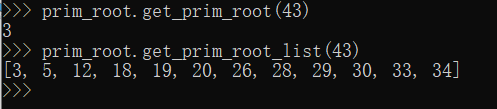 >>> prim_root.get_prim_root(43)
3
>>> prim_root.get_prim_root_list(43)
[3, 5, 12, 18, 19, 20, 26, 28, 29, 30, 33, 34]
>>>